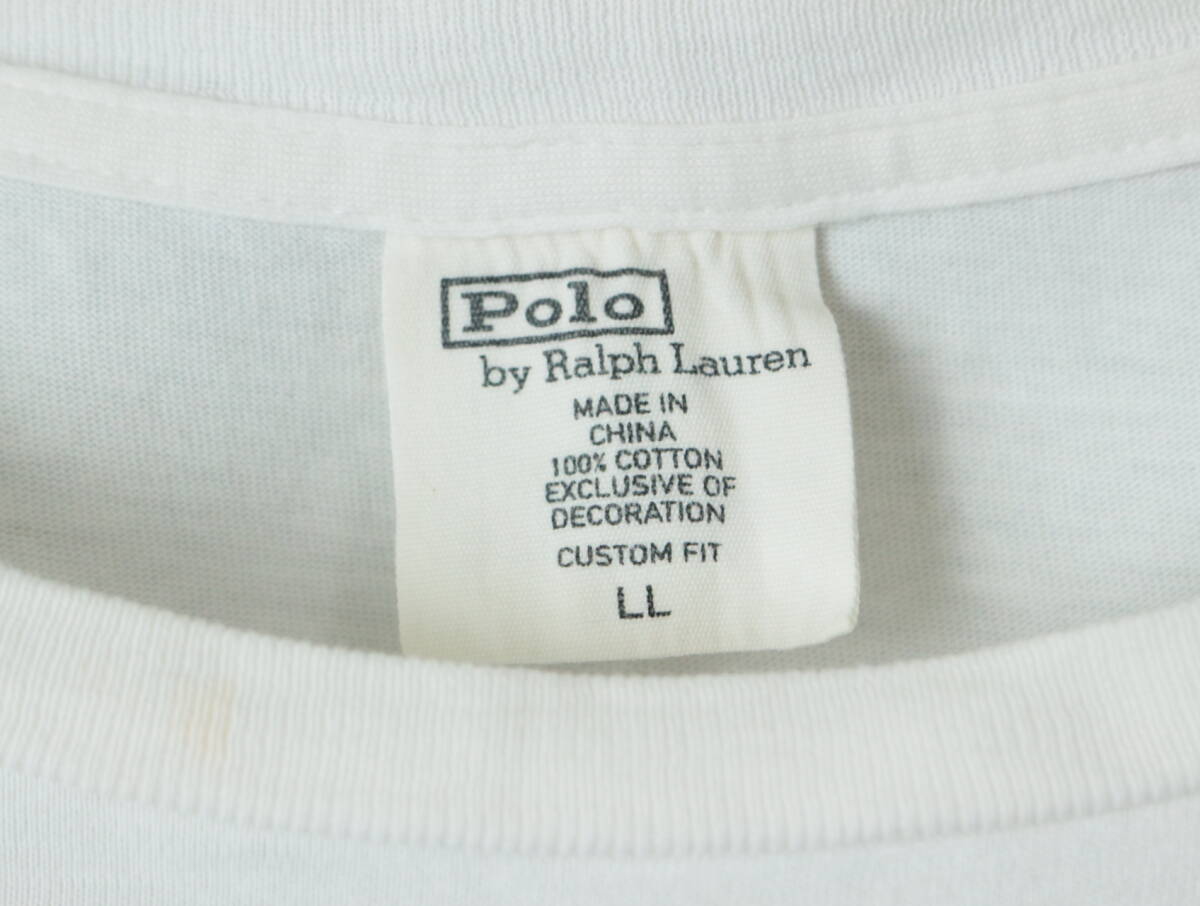 Polo
by Ralph Lauren
MADE IN
CHINA
100% COTTON
EXCLUSIVE OF
DECORATION
CUSTOM FIT
LL